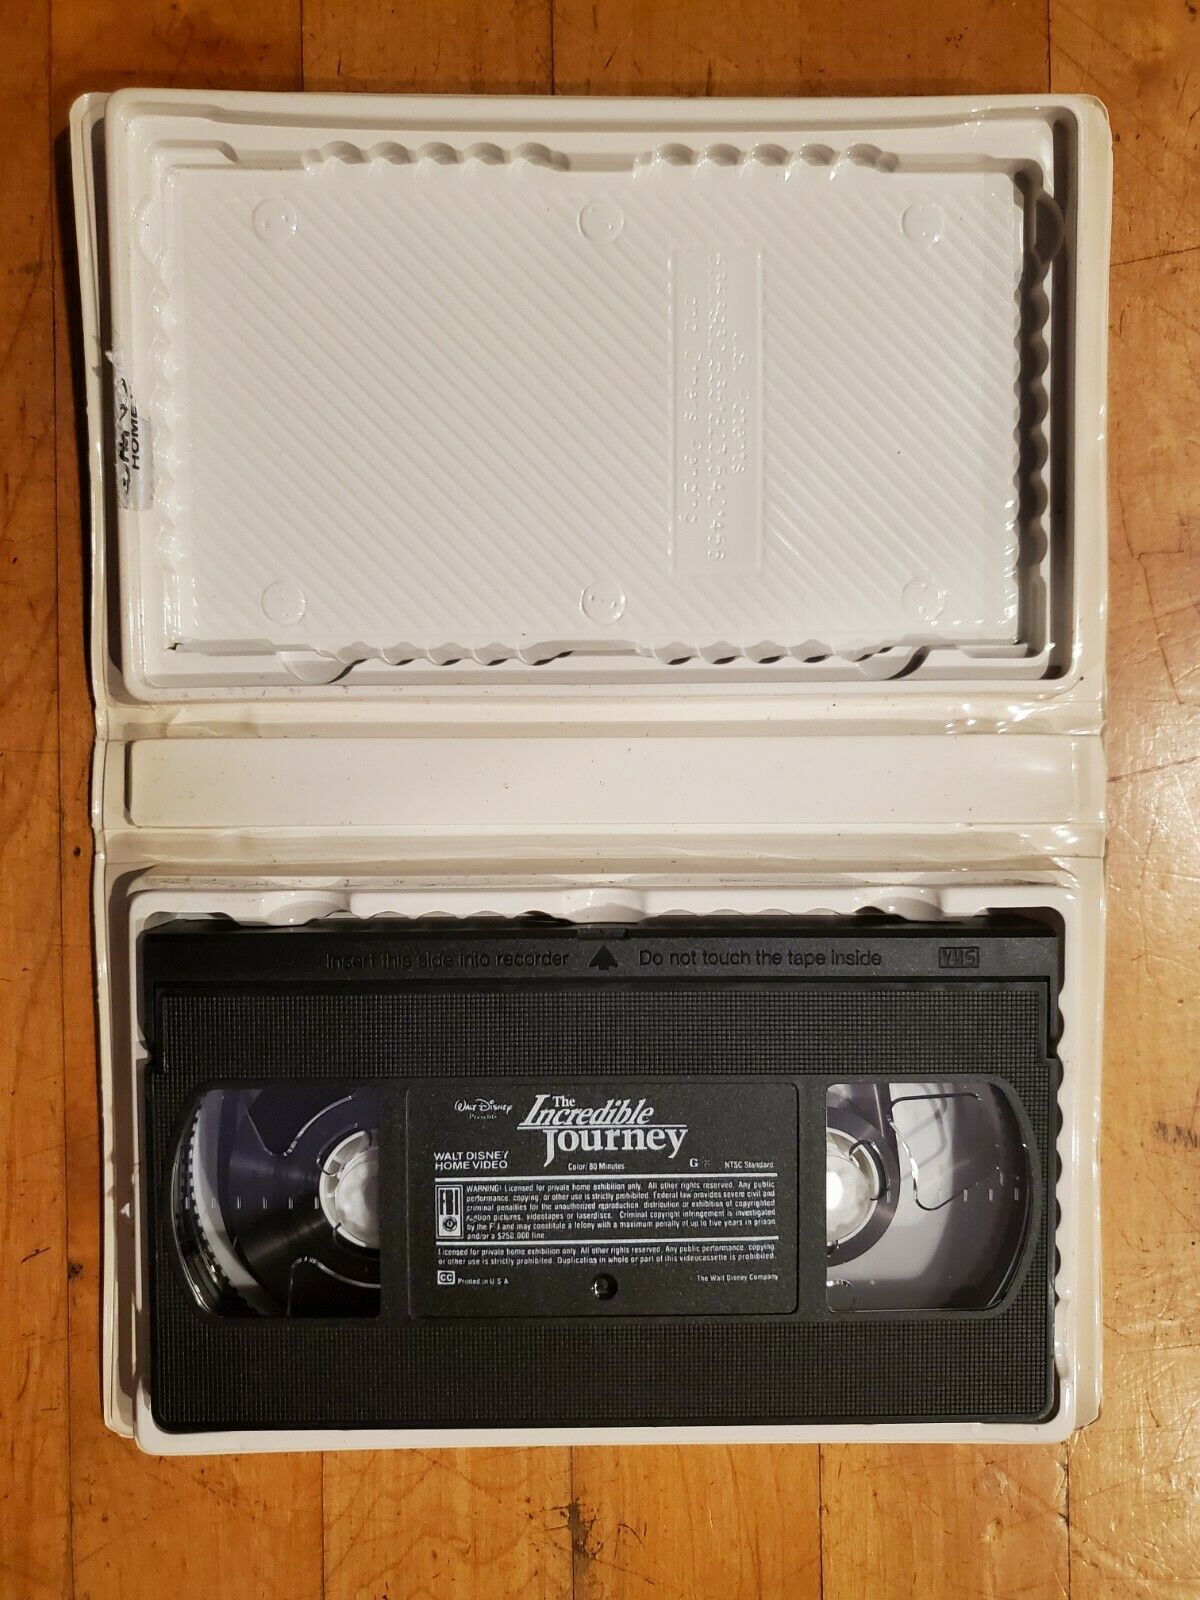 HOME
U.S. Patents
and Others Pending
Insert this side into recorder Do not touch the tape inside VHS
Walt Disney
Presents
The
Incredible
Journey
WALT DISNEY
HOME VIDEO
Color/80 Minutes G NTSC Standard
WARNING! Licensed for private home exhibition only. All other rights reserved. Any public
performance, copying, or other use is strictly prohibited. Federal law provides severe civil and
criminal penalties for the unauthorized reproduction, distribution or exhibition of copyrighted
motion pictures, videotapes or laserdiscs. Criminal copyright infringement is investigated
by the FBI and may constitute a felony with a maximum penalty of up to five years in prison
and/or a $250,000 fine.
Licensed for private home exhibition only. All other rights reserved. Any public performance, copying
or other use is strictly prohibited. Duplication in whole or part of this videocassette is prohibited.
CC Printed in U S A The Walt Disney Company